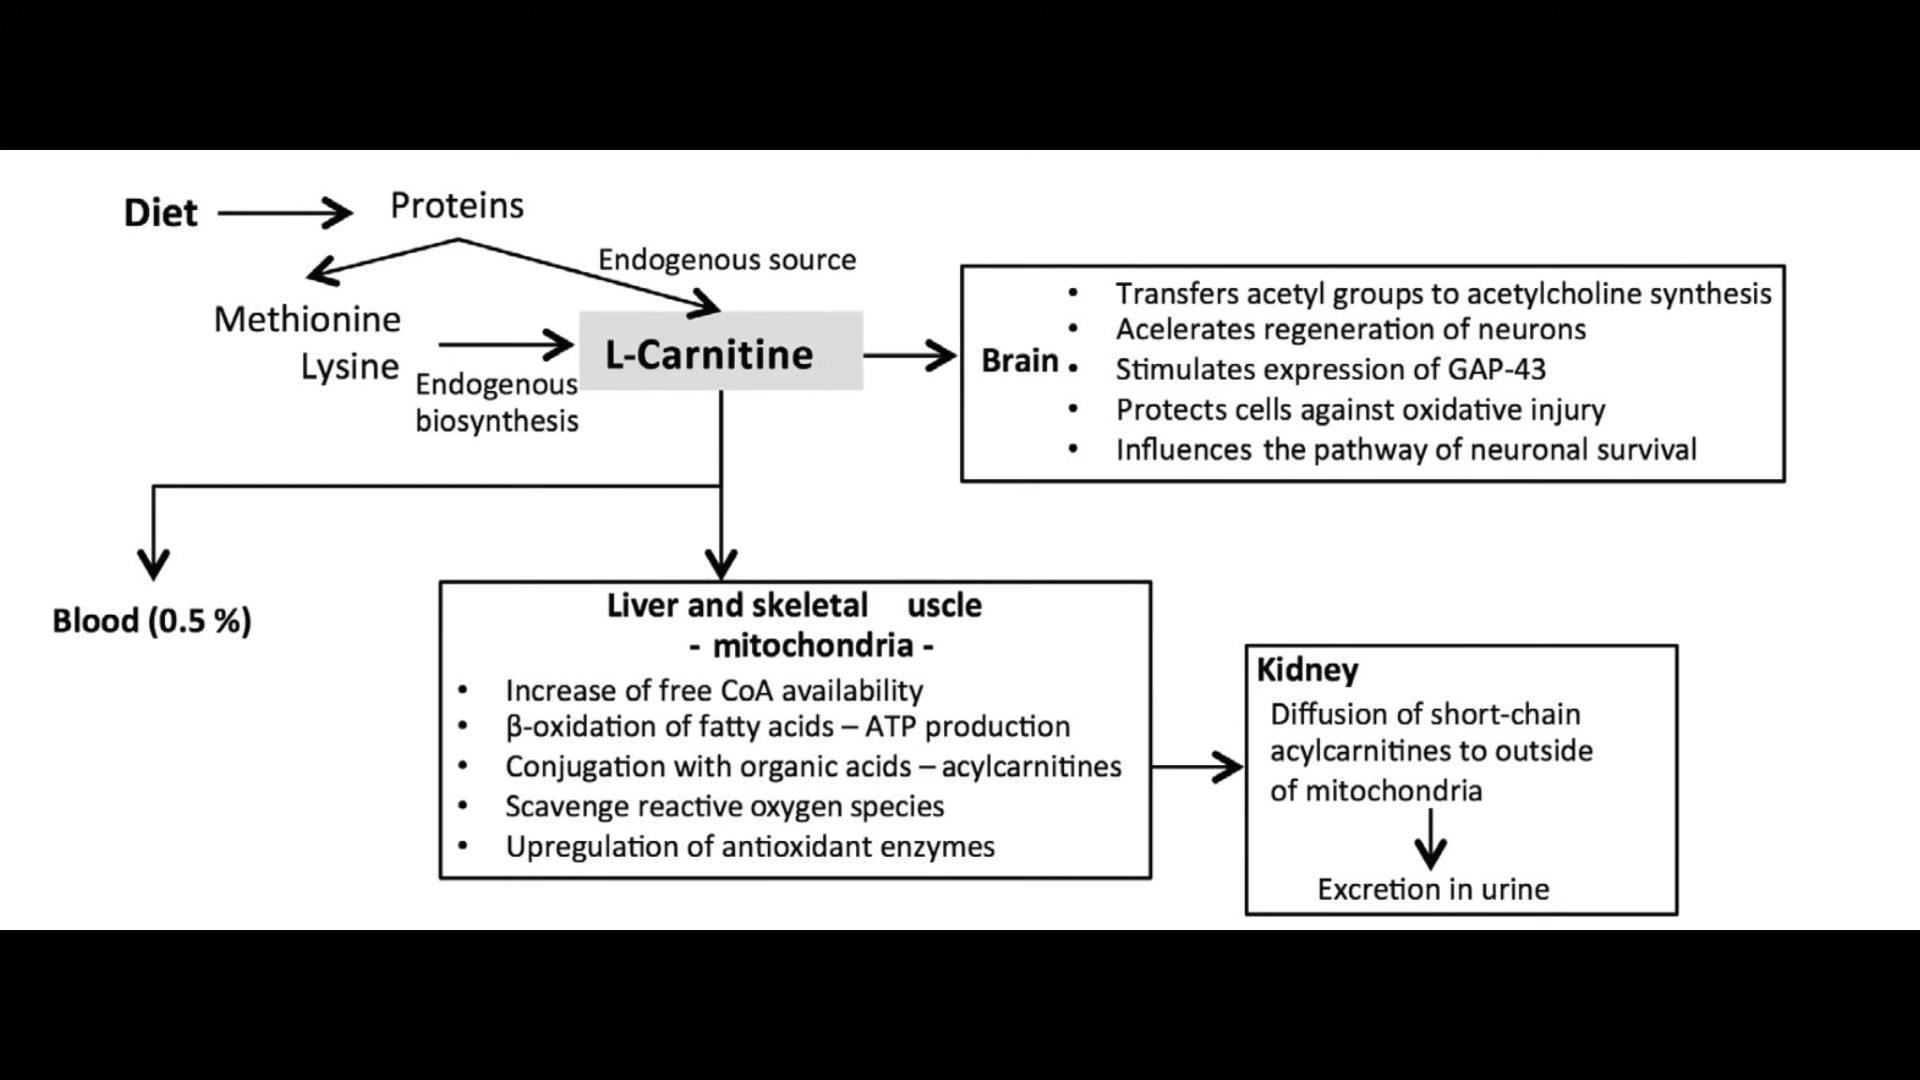 Diet
Proteins
Endogenous source
Methionine
Lysine
Endogenous
biosynthesis
L-Carnitine
Brain
• Transfers acetyl groups to acetylcholine synthesis
• Acelerates regeneration of neurons
• Stimulates expression of GAP-43
• Protects cells against oxidative injury
• Influences the pathway of neuronal survival
Blood (0.5 %)
Liver and skeletal uscle
- mitochondria -
• Increase of free CoA availability
• β-oxidation of fatty acids – ATP production
• Conjugation with organic acids – acylcarnitines
• Scavenge reactive oxygen species
• Upregulation of antioxidant enzymes
Kidney
Diffusion of short-chain
acylcarnitines to outside
of mitochondria
Excretion in urine